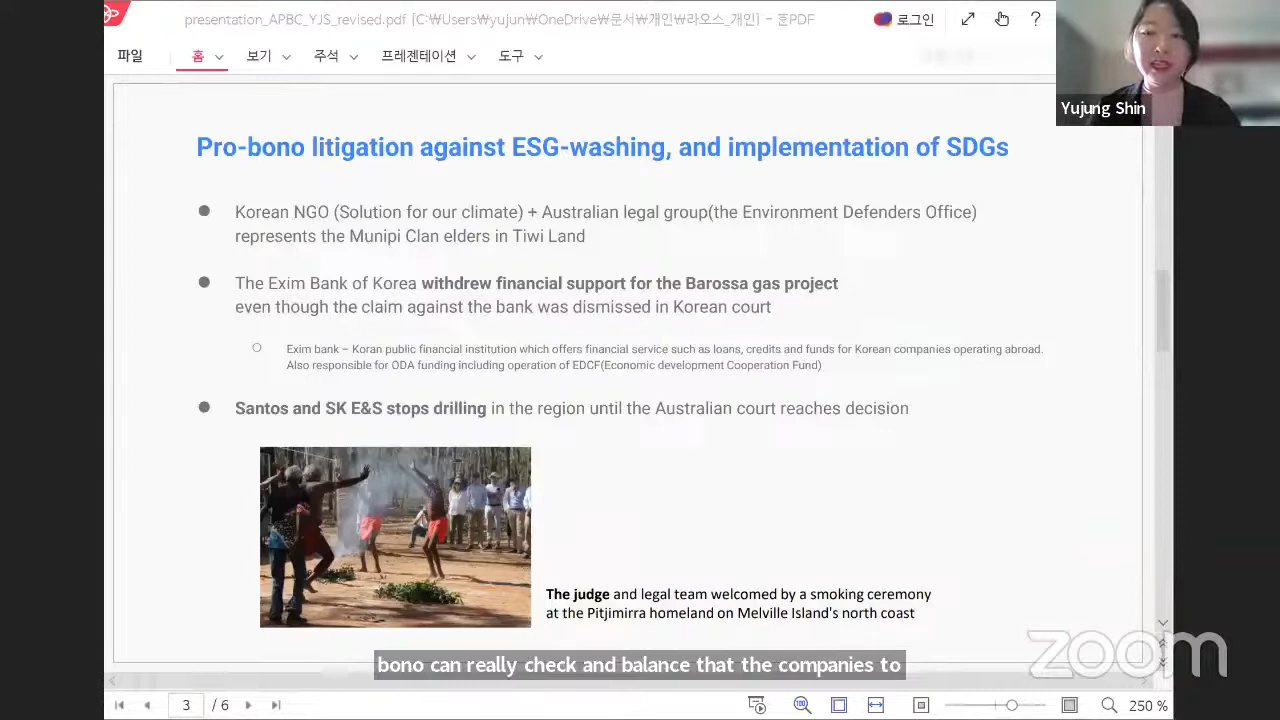 presentation_APBC_YJS_revised.pdf [C:₩Users₩yujun₩OneDrive₩문서₩개인₩라오스_개인] – 훈PDF
로그인
?
파일 홈 보기 주석 프레젠테이션 도구
Yujung Shin
Pro-bono litigation against ESG-washing, and implementation of SDGs
● Korean NGO (Solution for our climate) + Australian legal group(the Environment Defenders Office)
represents the Munipi Clan elders in Tiwi Land
● The Exim Bank of Korea withdrew financial support for the Barossa gas project
even though the claim against the bank was dismissed in Korean court
○ Exim bank – Koran public financial institution which offers financial service such as loans, credits and funds for Korean companies operating abroad.
Also responsible for ODA funding including operation of EDCF(Economic development Cooperation Fund)
● Santos and SK E&S stops drilling in the region until the Australian court reaches decision
The judge and legal team welcomed by a smoking ceremony
at the Pitjimirra homeland on Melville Island's north coast
bono can really check and balance that the companies to
zoom
3 / 6
100
250 %